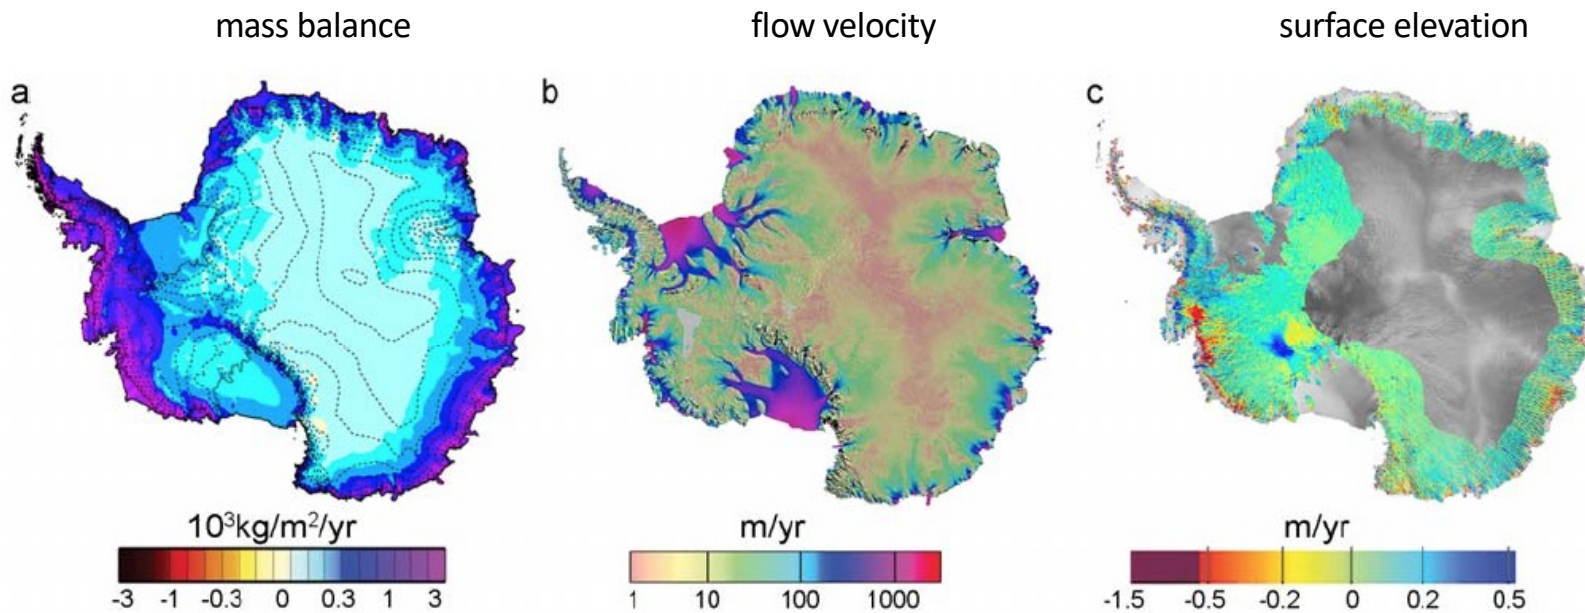 mass balance
flow velocity
surface elevation
a
b
c
10³kg/m²/yr
m/yr
m/yr
-3 -1 -0.3 0 0.3 1 3
1 10 100 1000
-1.5 -0.5 -0.2 0 0.2 0.5